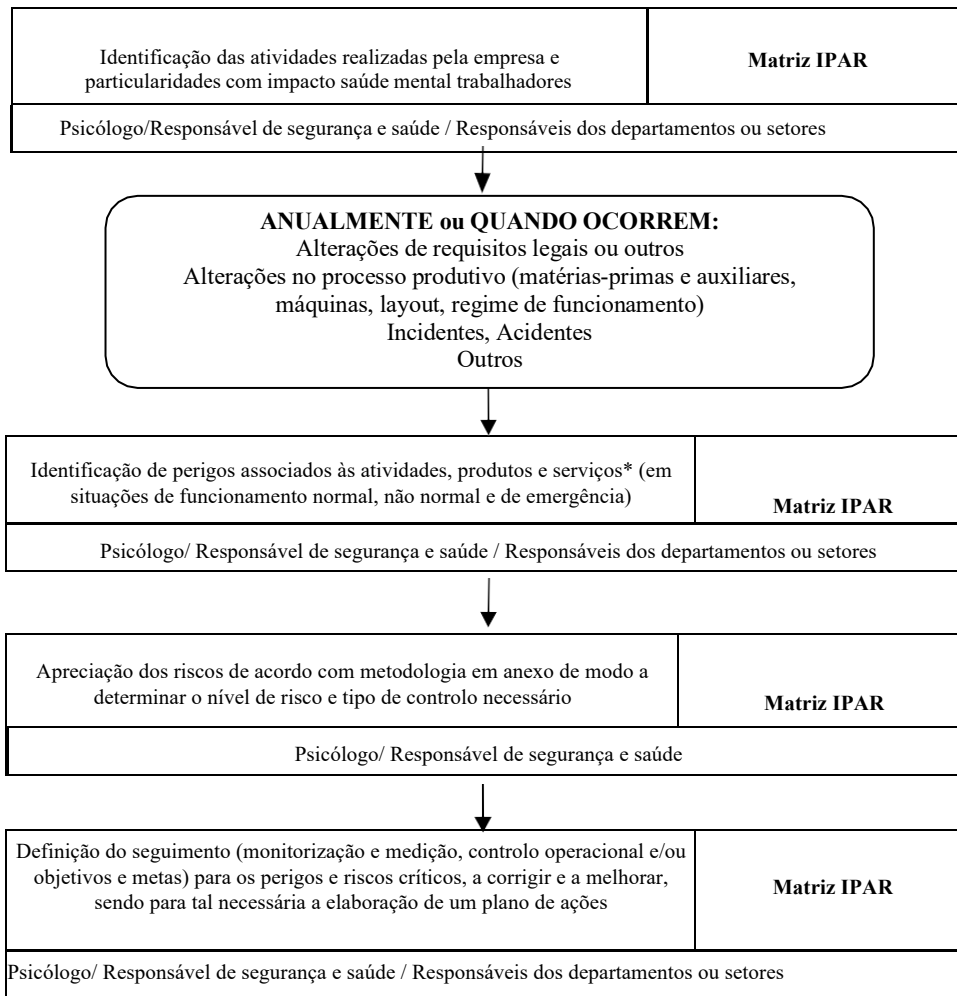 Identificação das atividades realizadas pela empresa e
particularidades com impacto saúde mental trabalhadores
Matriz IPAR
Psicólogo/Responsável de segurança e saúde / Responsáveis dos departamentos ou setores
ANUALMENTE ou QUANDO OCORREM:
Alterações de requisitos legais ou outros
Alterações no processo produtivo (matérias-primas e auxiliares,
máquinas, layout, regime de funcionamento)
Incidentes, Acidentes
Outros
Identificação de perigos associados às atividades, produtos e serviços* (em
situações de funcionamento normal, não normal e de emergência)
Matriz IPAR
Psicólogo/ Responsável de segurança e saúde / Responsáveis dos departamentos ou setores
Apreciação dos riscos de acordo com metodologia em anexo de modo a
determinar o nível de risco e tipo de controlo necessário
Matriz IPAR
Psicólogo/ Responsável de segurança e saúde
Definição do seguimento (monitorização e medição, controlo operacional e/ou
objetivos e metas) para os perigos e riscos críticos, a corrigir e a melhorar,
sendo para tal necessária a elaboração de um plano de ações
Matriz IPAR
Psicólogo/ Responsável de segurança e saúde / Responsáveis dos departamentos ou setores